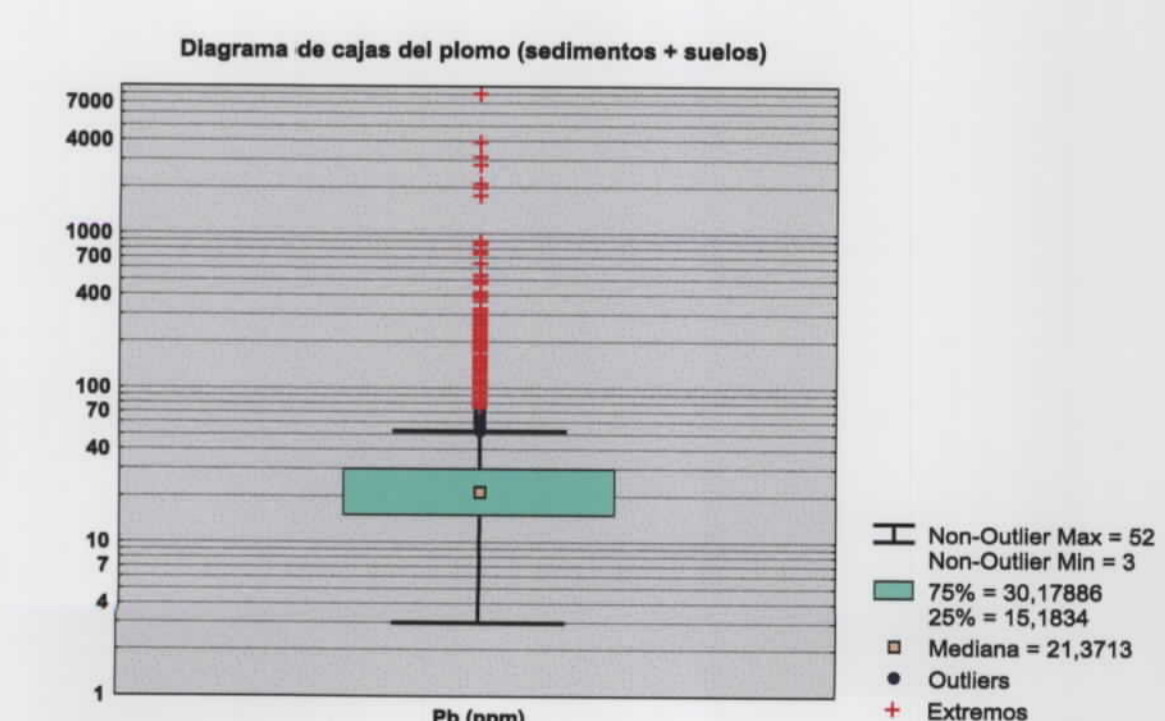 Diagrama de cajas del plomo (sedimentos + suelos)
7000
4000
1000
700
400
100
70
40
10
7
4
1
Pb (ppm)
Non-Outlier Max = 52
Non-Outlier Min = 3
75% = 30,17886
25% = 15,1834
Mediana = 21,3713
Outliers
Extremos